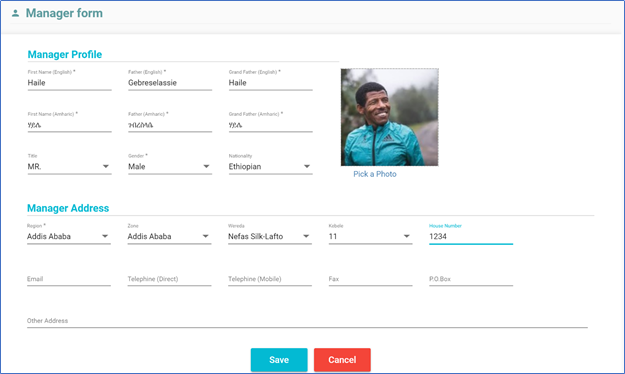 Manager form
Manager Profile
First Name (English) * Father (English) * Grand Father (English) *
Haile Gebreselassie Haile
First Name (Amharic) * Father (Amharic) * Grand Father (Amharic) *
ሃይሌ ገብረስላሴ ሃይሌ
Title Gender * Nationality
MR. Male Ethiopian
Pick a Photo
Manager Address
Region * Zone Wereda Kebele House Number
Addis Ababa Addis Ababa Nefas Silk-Lafto 11 1234
Email Telephine (Direct) Telephine (Mobile) Fax P.O.Box
Other Address
Save Cancel